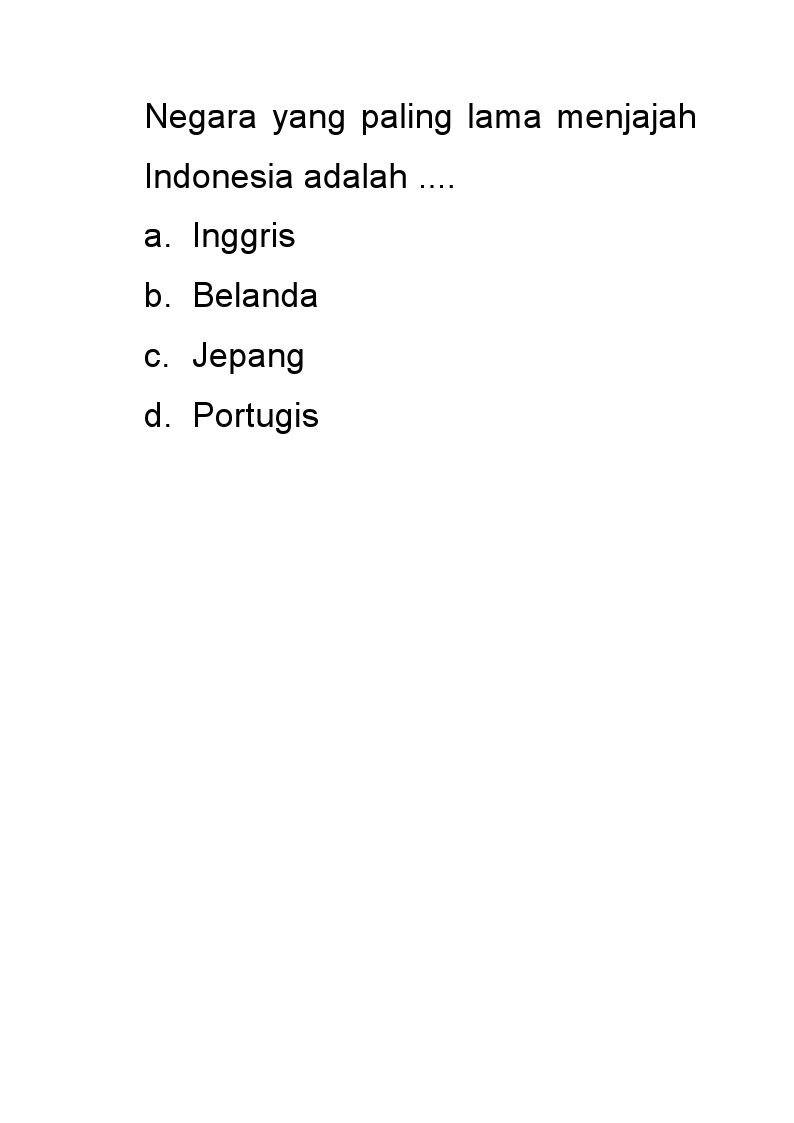 Negara yang paling lama menjajah
Indonesia adalah ....
a. Inggris
b. Belanda
c. Jepang
d. Portugis